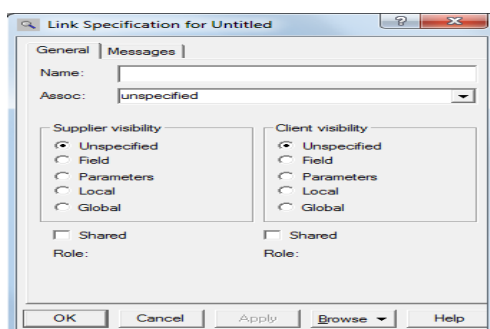 Link Specification for Untitled
General Messages
Name:
Assoc: unspecified
Supplier visibility Client visibility
Unspecified Unspecified
Field Field
Parameters Parameters
Local Local
Global Global
Shared Shared
Role: Role:
OK Cancel Apply Browse Help